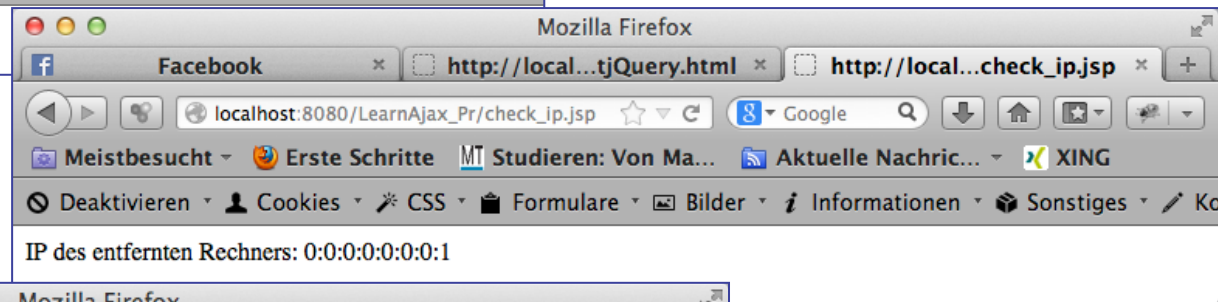 Mozilla Firefox
Facebook × http://local...tjQuery.html × http://local...check_ip.jsp × +
localhost:8080/LearnAjax_Pr/check_ip.jsp Google
Meistbesucht Erste Schritte MT Studieren: Von Ma... Aktuelle Nachric... XING
Deaktivieren Cookies CSS Formulare Bilder i Informationen Sonstiges Ko
IP des entfernten Rechners: 0:0:0:0:0:0:0:1
Mozilla Firefox